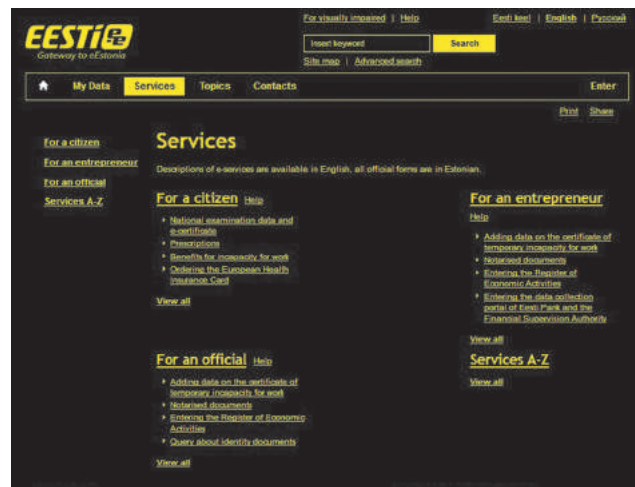 For visually impaired | Help
Eesti keel | English | Русский
EESTI.ee
Gateway to eEstonia
Insert keyword
Search
Site map | Advanced search
My Data
Services
Topics
Contacts
Enter
Print
Share
For a citizen
For an entrepreneur
For an official
Services A-Z
Services
Descriptions of e-services are available in English, all official forms are in Estonian.
For a citizen Help
National examination data and
e-certificate
Prescriptions
Benefits for incapacity for work
Ordering the European Health
Insurance Card
View all
For an entrepreneur
Help
Adding data on the certificate of
temporary incapacity for work
Notarised documents
Entering the Register of
Economic Activities
Entering the data collection
portal of Eesti Pank and the
Financial Supervision Authority
View all
For an official Help
Adding data on the certificate of
temporary incapacity for work
Notarised documents
Entering the Register of Economic
Activities
Query about identity documents
View all
Services A-Z
View all